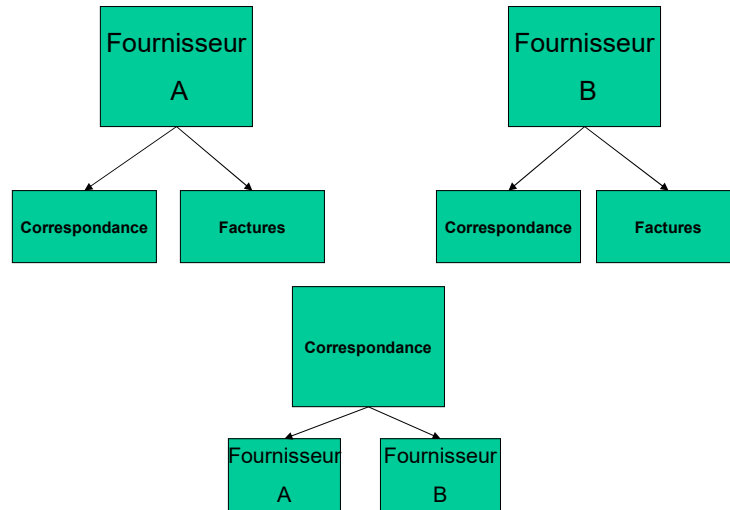 Fournisseur
A
Fournisseur
B
Correspondance
Factures
Correspondance
Factures
Correspondance
Fournisseur
A
Fournisseur
B